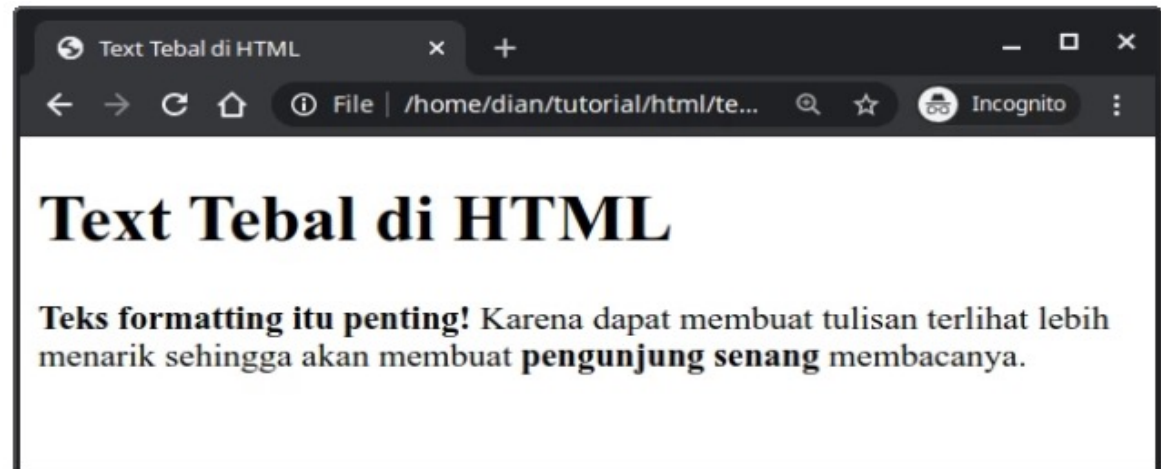 Text Tebal di HTML
File | /home/dian/tutorial/html/te...
Incognito
Text Tebal di HTML
Teks formatting itu penting! Karena dapat membuat tulisan terlihat lebih
menarik sehingga akan membuat pengunjung senang membacanya.